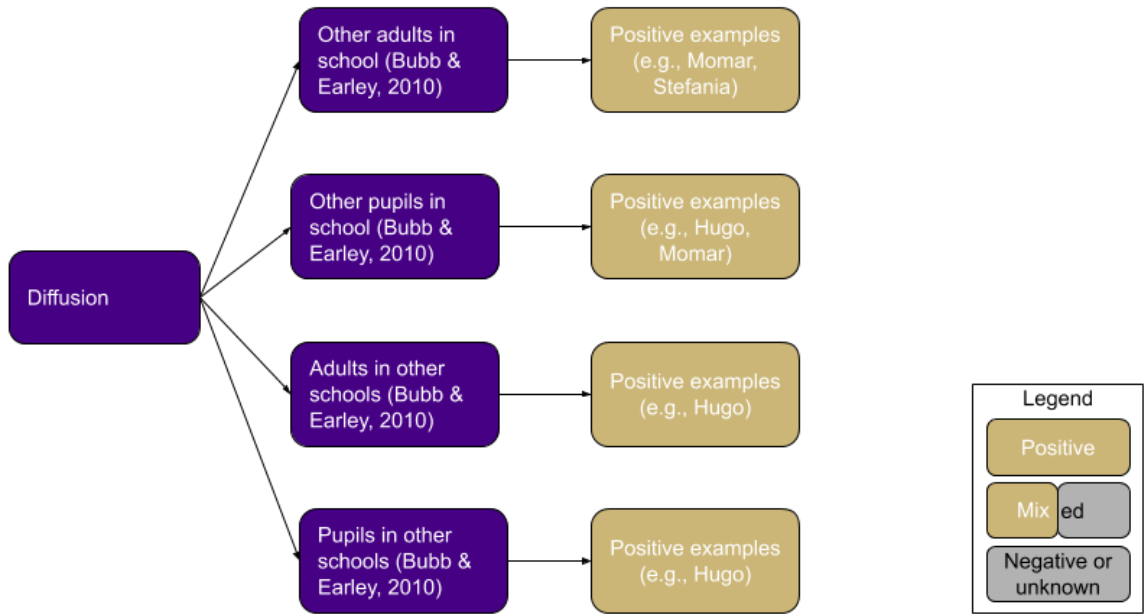 Other adults in
school (Bubb &
Earley, 2010)
Positive examples
(e.g., Momar,
Stefania)
Other pupils in
school (Bubb &
Earley, 2010)
Positive examples
(e.g., Hugo,
Momar)
Diffusion
Adults in other
schools (Bubb &
Earley, 2010)
Positive examples
(e.g., Hugo)
Pupils in other
schools (Bubb &
Earley, 2010)
Positive examples
(e.g., Hugo)
Legend
Positive
Mixed
Negative or
unknown